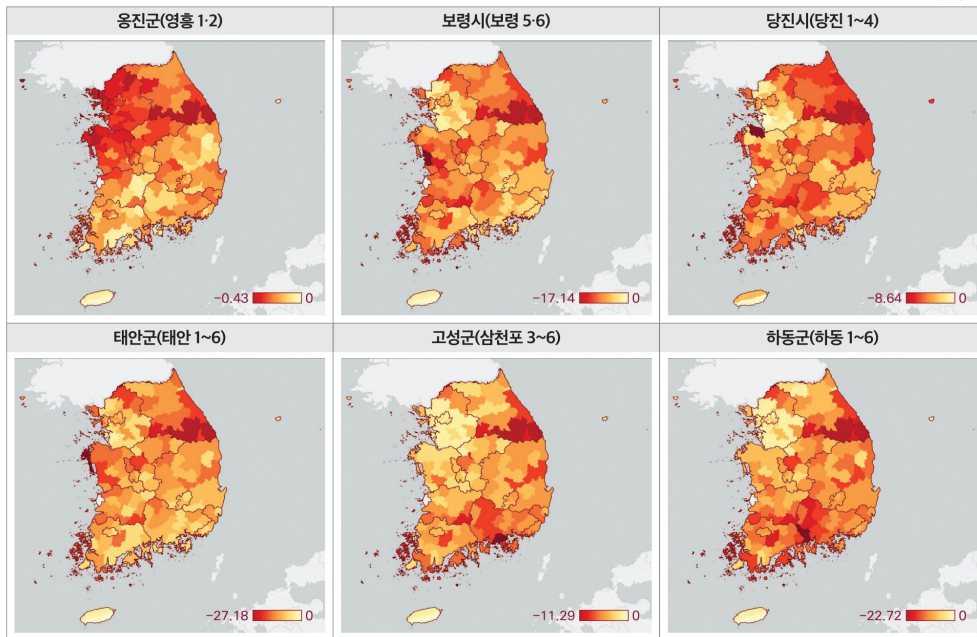 옹진군(영흥 1·2)
보령시(보령 5·6)
당진시(당진 1~4)
−0.43 0
−17.14 0
−8.64 0
태안군(태안 1~6)
고성군(삼천포 3~6)
하동군(하동 1~6)
−27.18 0
−11.29 0
−22.72 0